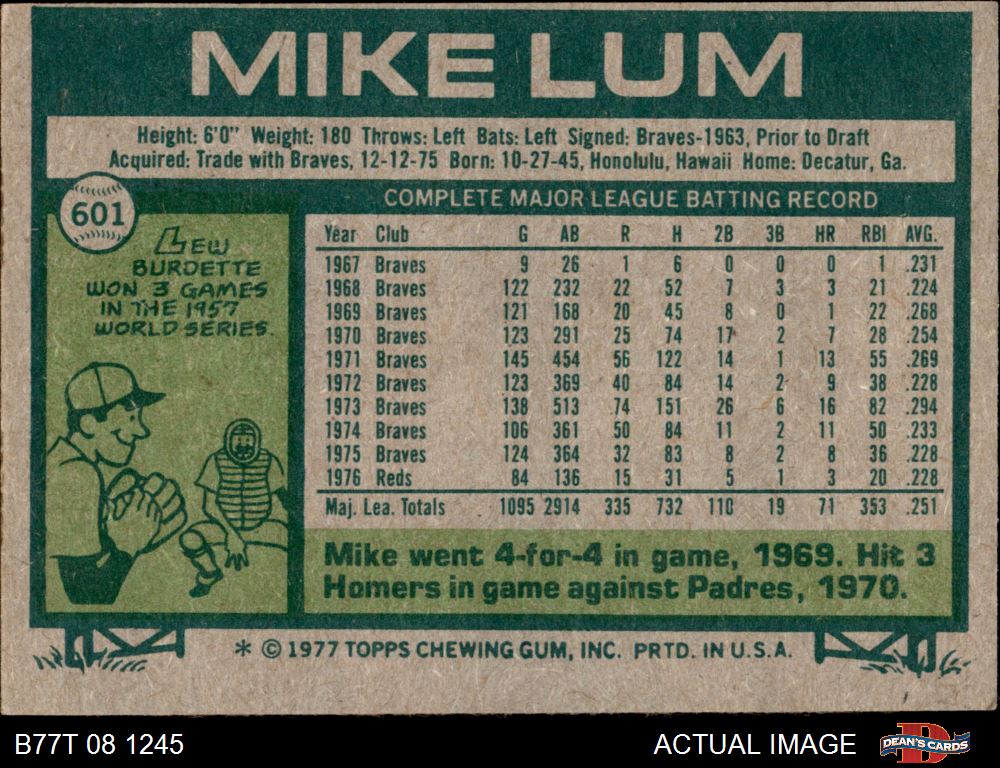 MIKE LUM
Height: 6'0" Weight: 180 Throws: Left Bats: Left Signed: Braves-1963, Prior to Draft
Acquired: Trade with Braves, 12-12-75 Born: 10-27-45, Honolulu, Hawaii Home: Decatur, Ga.
601
LEW
BURDETTE
WON 3 GAMES
IN THE 1957
WORLD SERIES.
COMPLETE MAJOR LEAGUE BATTING RECORD
Year Club G AB R H 2B 3B HR RBI AVG.
1967 Braves 9 26 1 6 0 0 0 1 .231
1968 Braves 122 232 22 52 7 3 3 21 .224
1969 Braves 121 168 20 45 8 0 1 22 .268
1970 Braves 123 291 25 74 17 2 7 28 .254
1971 Braves 145 454 56 122 14 1 13 55 .269
1972 Braves 123 369 40 84 14 2 9 38 .228
1973 Braves 138 513 74 151 26 6 16 82 .294
1974 Braves 106 361 50 84 11 2 11 50 .233
1975 Braves 124 364 32 83 8 2 8 36 .228
1976 Reds 84 136 15 31 5 1 3 20 .228
Maj. Lea. Totals 1095 2914 335 732 110 19 71 353 .251
Mike went 4-for-4 in game, 1969. Hit 3
Homers in game against Padres, 1970.
* © 1977 TOPPS CHEWING GUM, INC. PRTD. IN U.S.A.
B77T 08 1245
ACTUAL IMAGE
DEAN'S CARDS